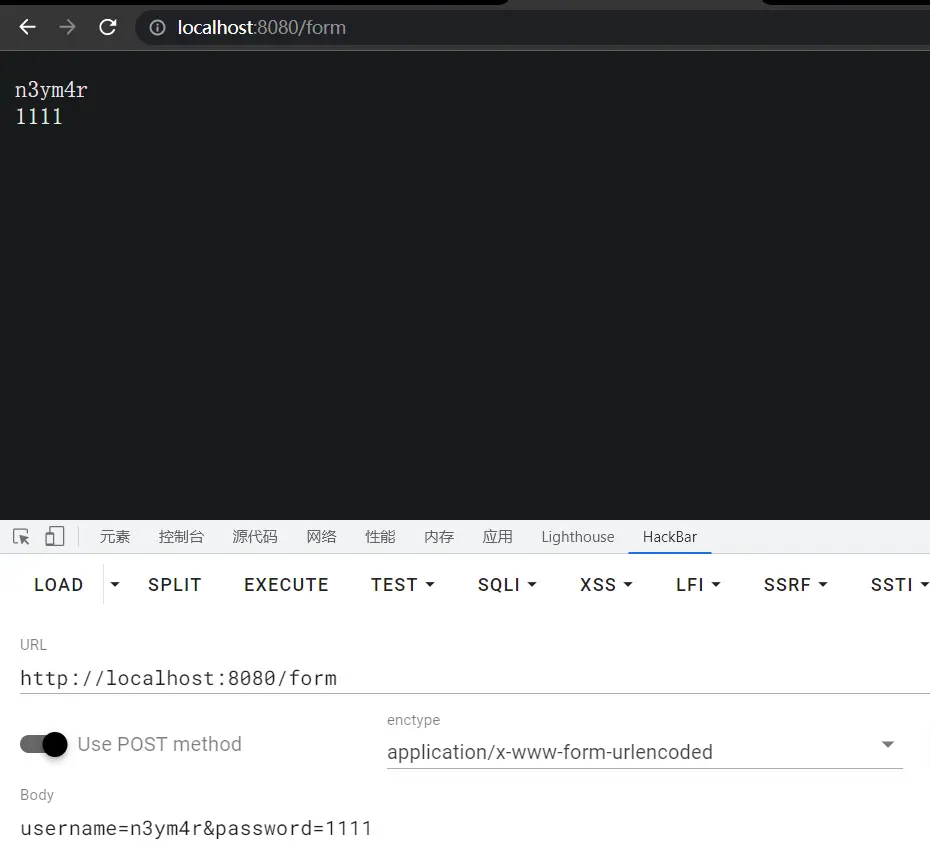 localhost:8080/form
n3ym4r
1111
元素 控制台 源代码 网络 性能 内存 应用 Lighthouse HackBar
LOAD SPLIT EXECUTE TEST SQLI XSS LFI SSRF SSTI
URL
http://localhost:8080/form
enctype
Use POST method application/x-www-form-urlencoded
Body
username=n3ym4r&password=1111